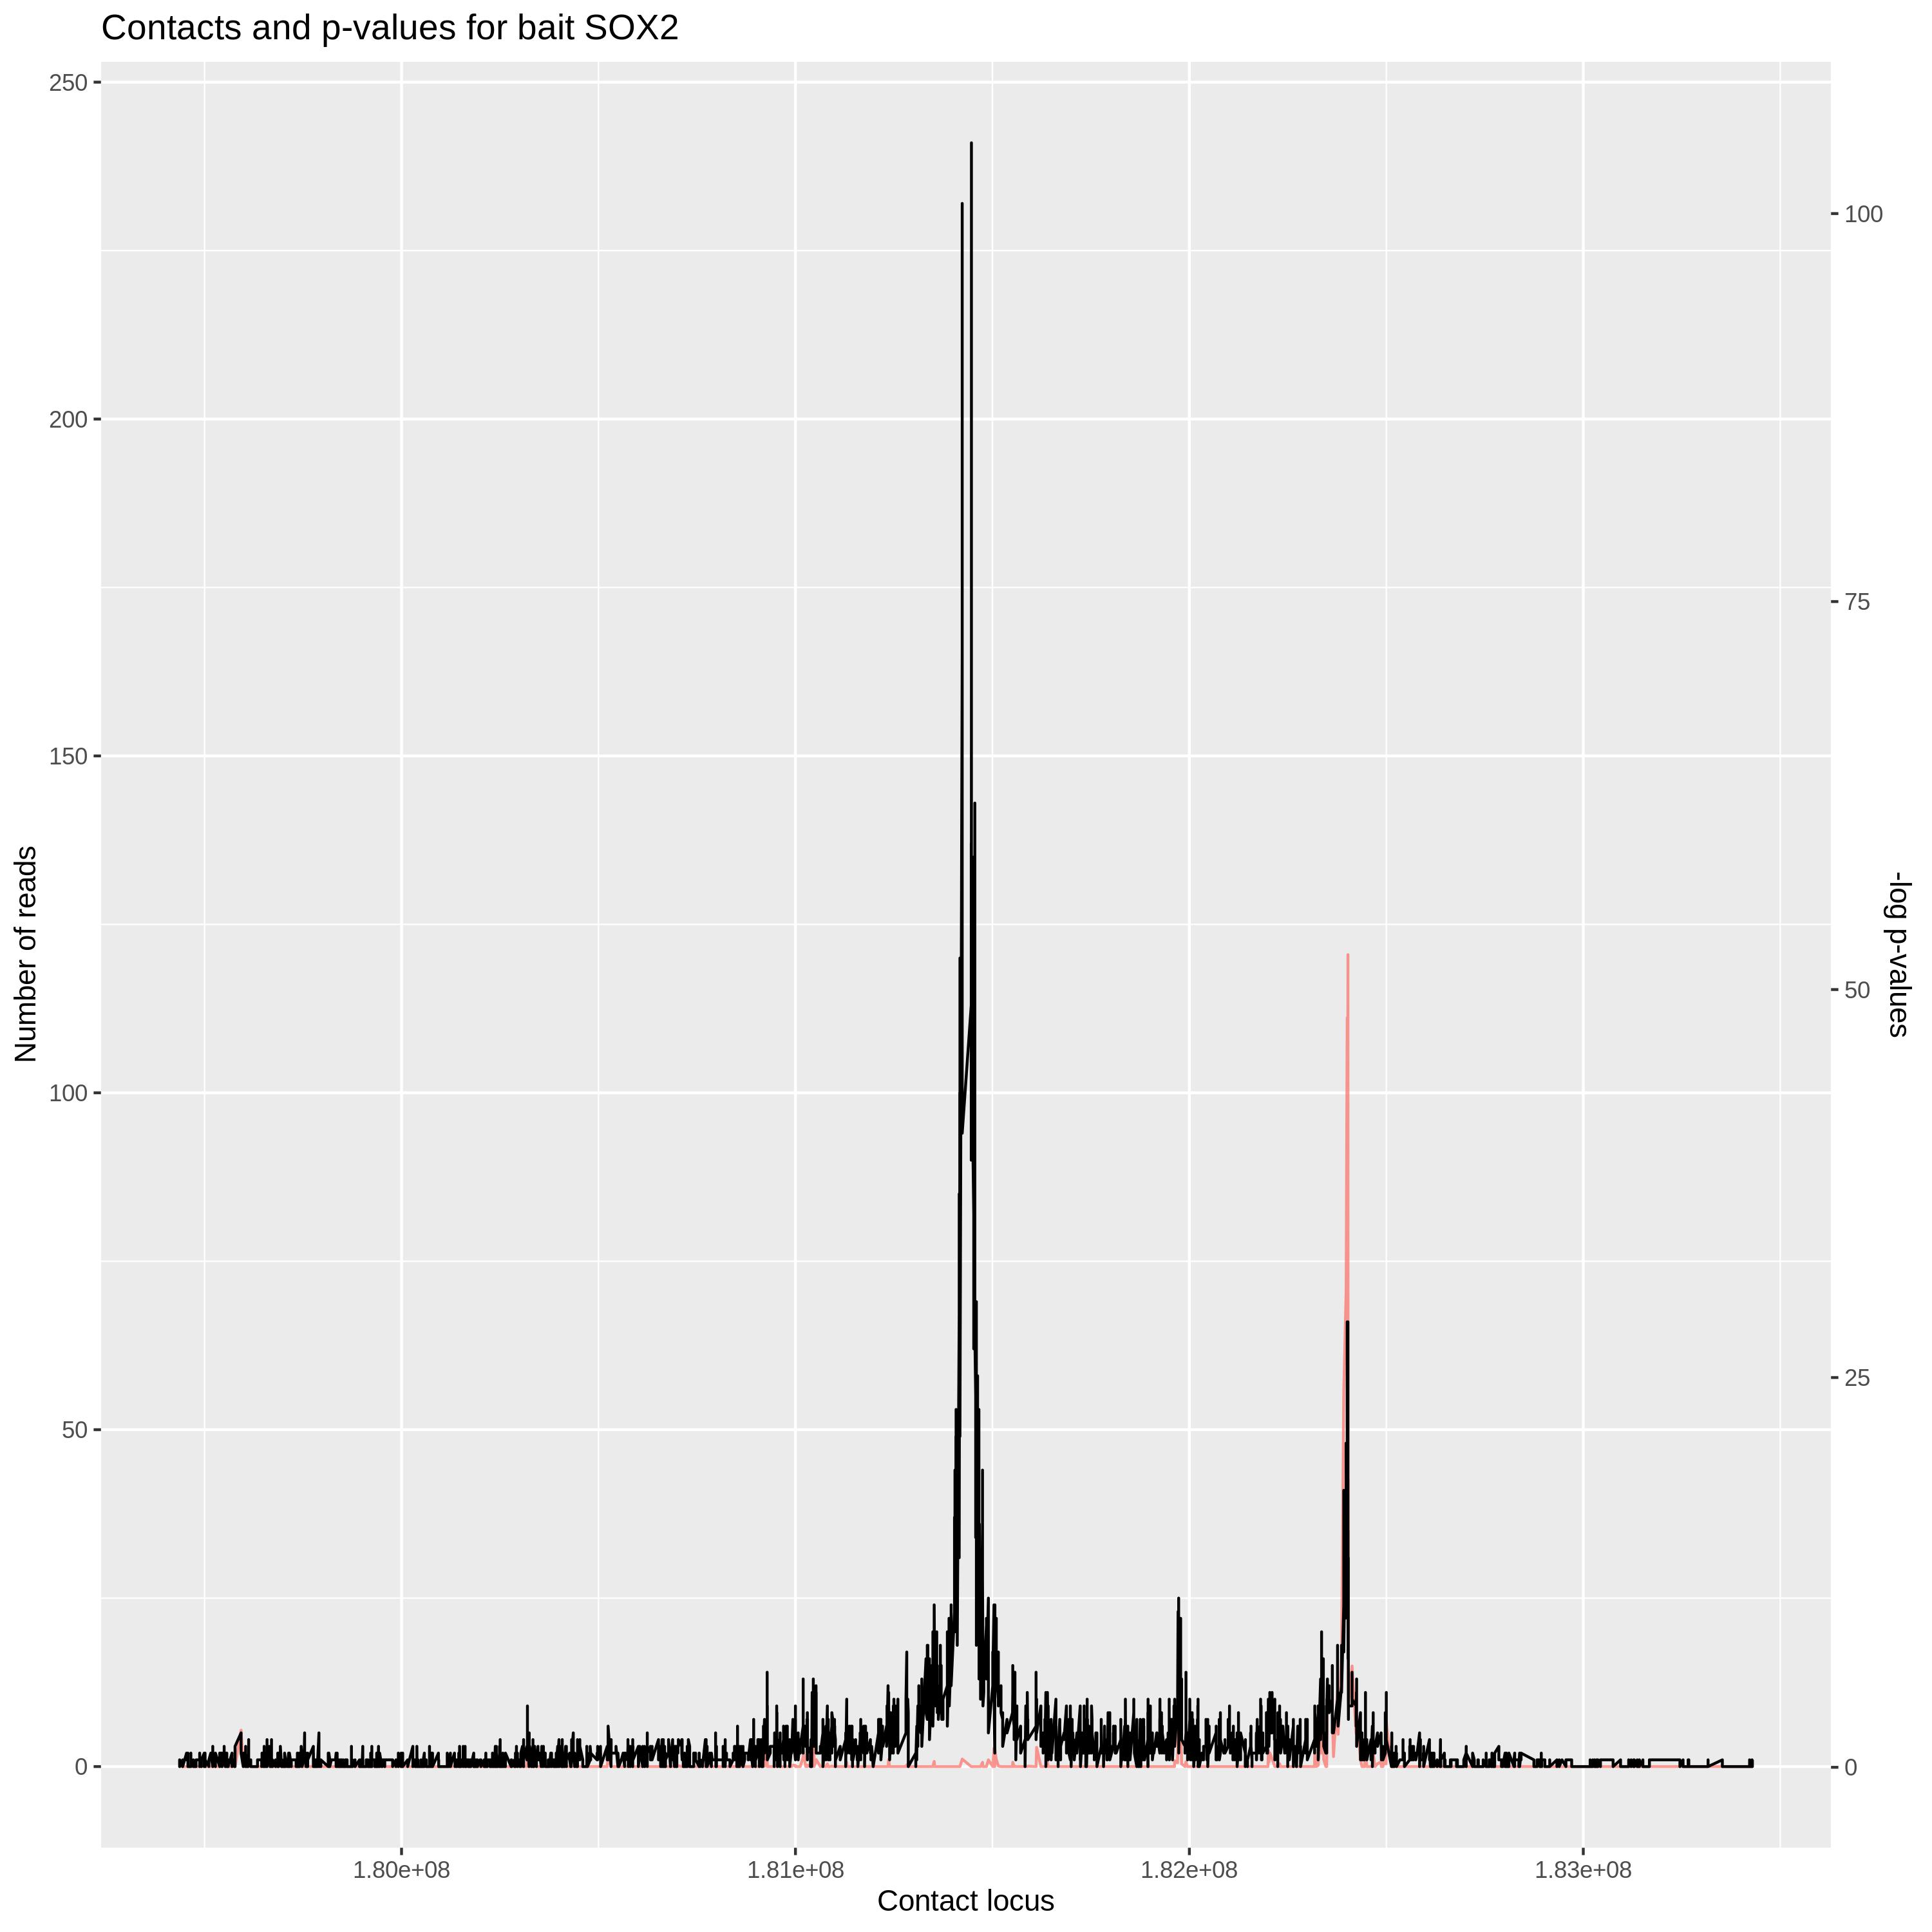 Contacts and p-values for bait SOX2
250
200
150
100
50
0
Number of reads
100
75
50
25
0
-log p-values
1.80e+08 1.81e+08 1.82e+08 1.83e+08
Contact locus